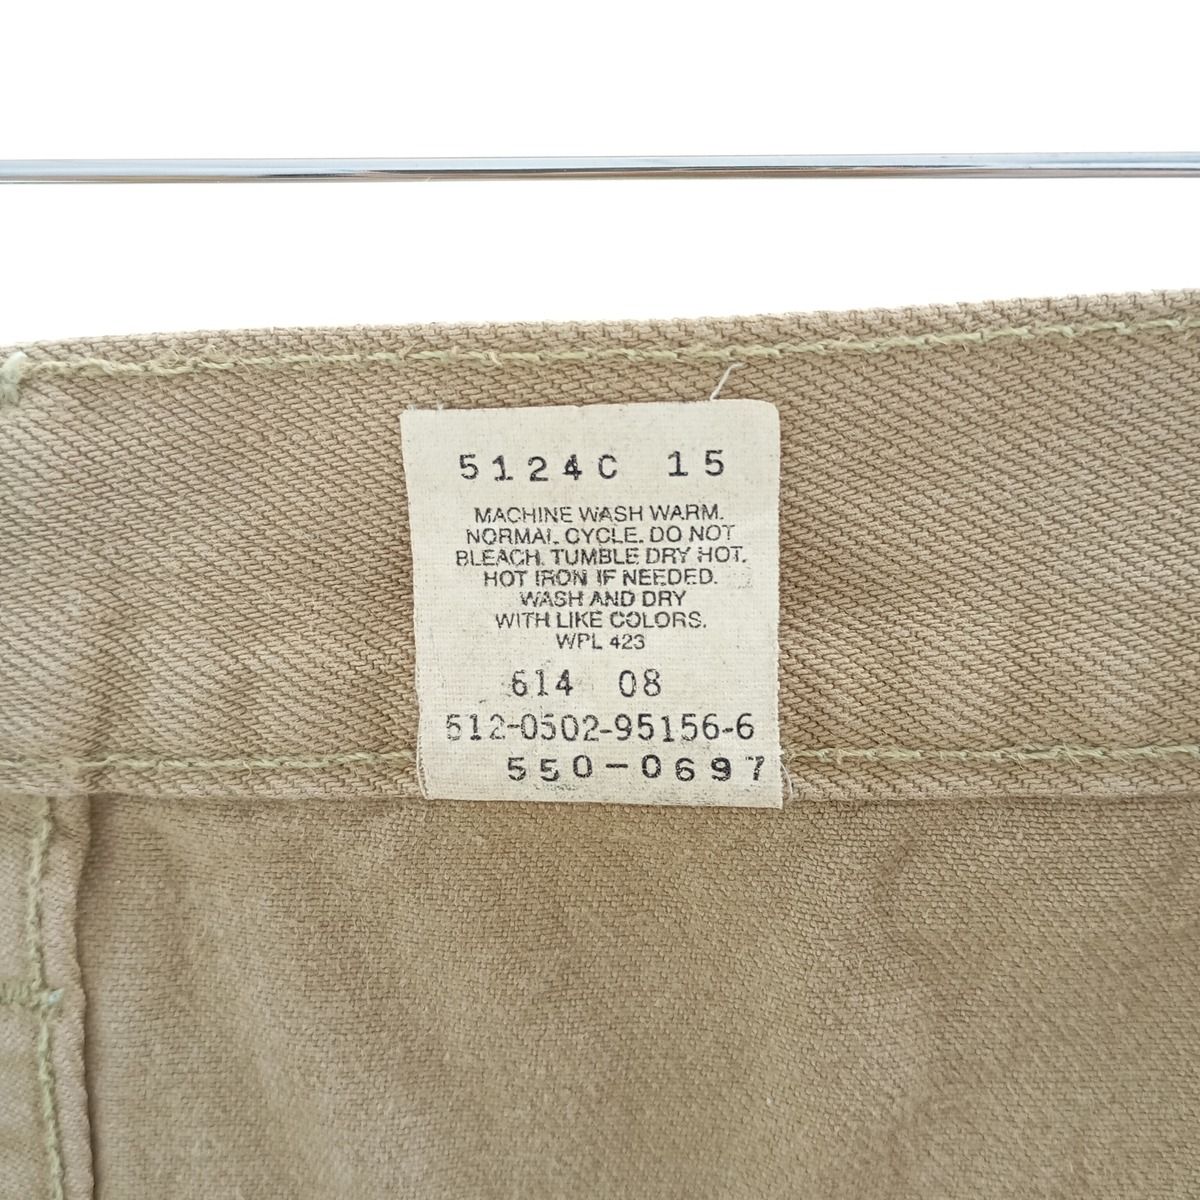 5124C 15
MACHINE WASH WARM.
NORMAL CYCLE. DO NOT
BLEACH. TUMBLE DRY HOT.
HOT IRON IF NEEDED.
WASH AND DRY
WITH LIKE COLORS.
WPL 423
614 08
512-0502-95156-6
550-0697